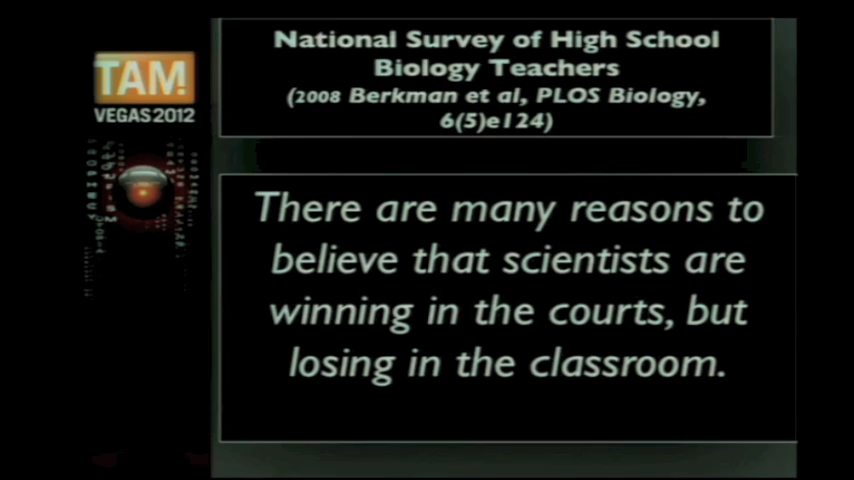 TAM!
VEGAS 2012
National Survey of High School
Biology Teachers
(2008 Berkman et al, PLOS Biology,
6(5)e124)
There are many reasons to
believe that scientists are
winning in the courts, but
losing in the classroom.